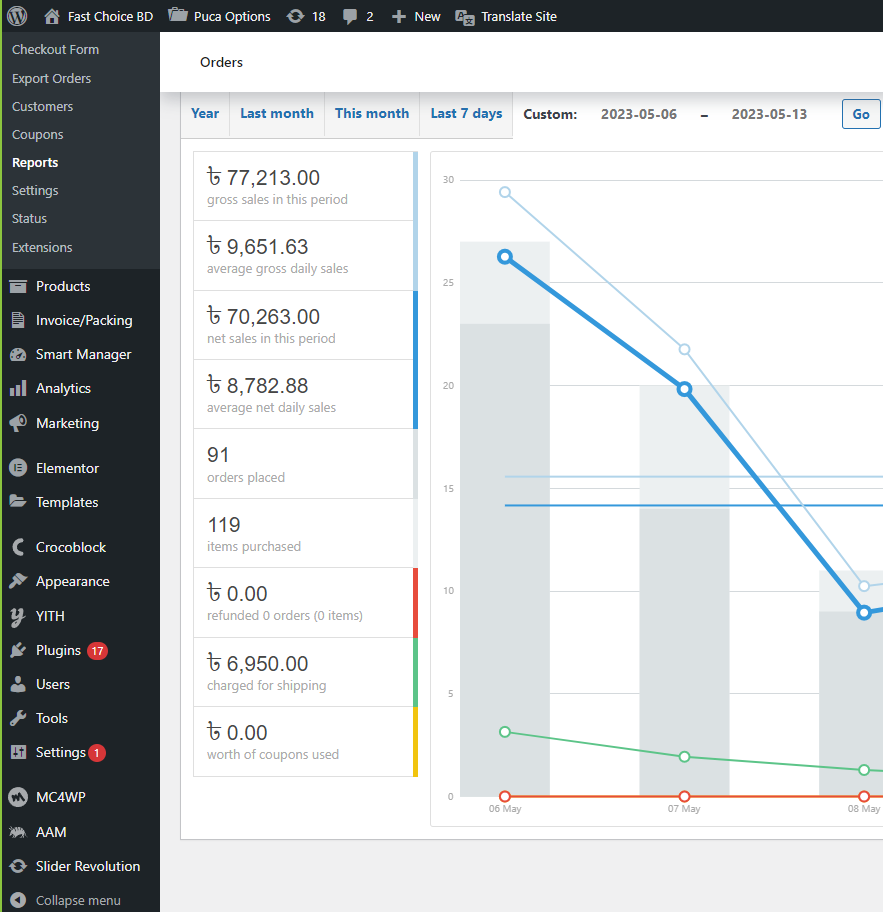 Fast Choice BD Puca Options 18 2 New Translate Site
Checkout Form
Export Orders
Customers
Coupons
Reports
Settings
Status
Extensions
Products
Invoice/Packing
Smart Manager
Analytics
Marketing
Elementor
Templates
Crocoblock
Appearance
YITH
Plugins 17
Users
Tools
Settings 1
MC4WP
AAM
Slider Revolution
Collapse menu
Orders
Year Last month This month Last 7 days Custom: 2023-05-06 – 2023-05-13 Go
৳ 77,213.00
gross sales in this period
৳ 9,651.63
average gross daily sales
৳ 70,263.00
net sales in this period
৳ 8,782.88
average net daily sales
91
orders placed
119
items purchased
৳ 0.00
refunded 0 orders (0 items)
৳ 6,950.00
charged for shipping
৳ 0.00
worth of coupons used
30
25
20
15
10
5
0
06 May 07 May 08 May